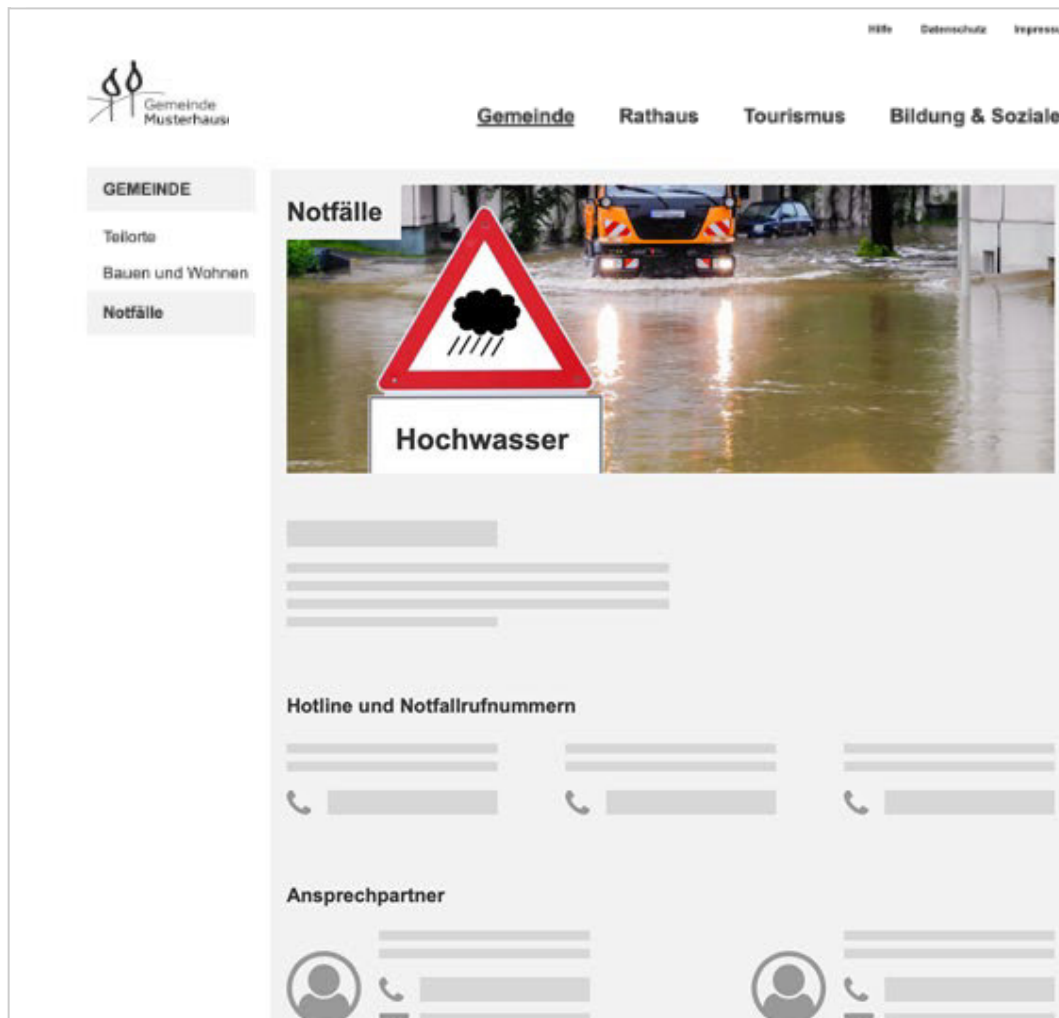 Hilfe Datenschutz
Gemeinde
Gemeinde Rathaus Tourismus Bildung & Soziale
GEMEINDE
Teilorte
Bauen und Wohnen
Notfälle
Notfälle
Hochwasser
Hotline und Notfallrufnummern
Ansprechpartner